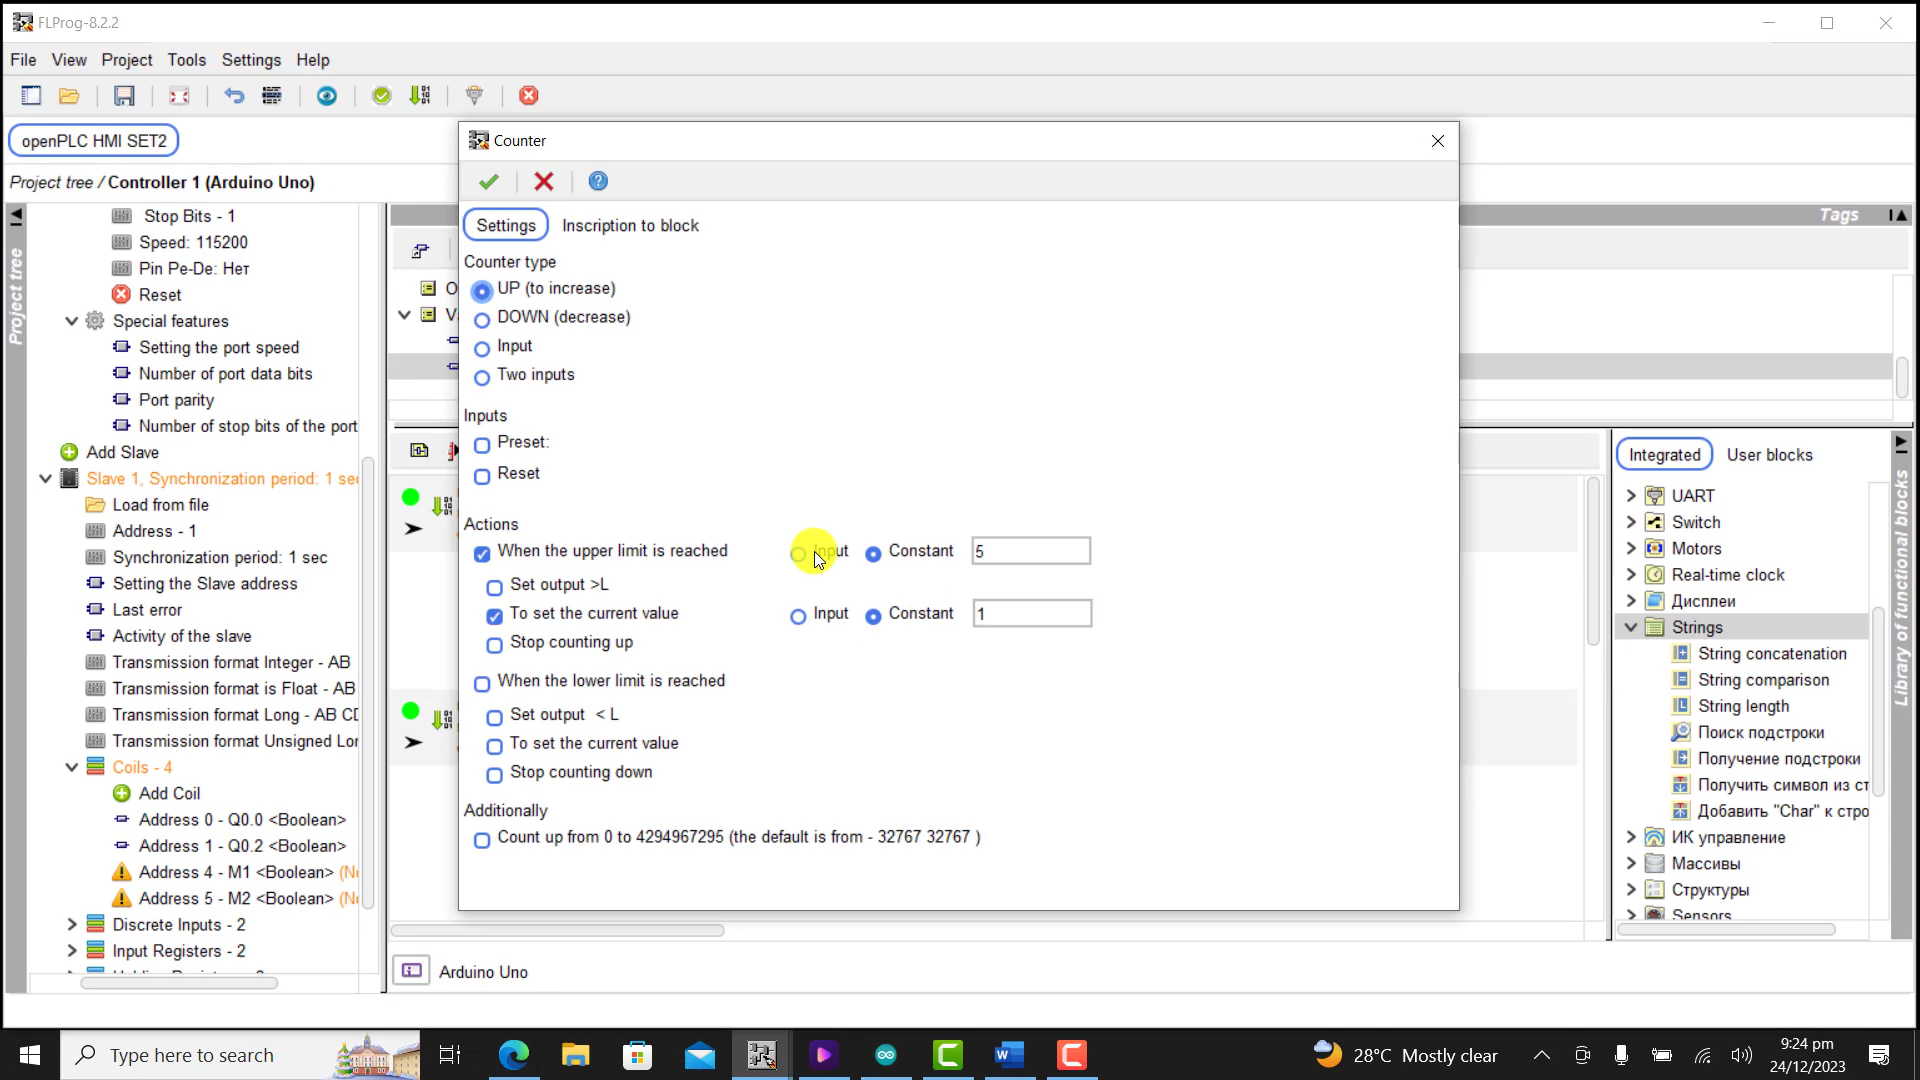 FLProg-8.2.2
File View Project Tools Settings Help
openPLC HMI SET2
Project tree / Controller 1 (Arduino Uno)
Project tree
Stop Bits - 1
Speed: 115200
Pin Pe-De: Нет
Reset
Special features
Setting the port speed
Number of port data bits
Port parity
Number of stop bits of the port
Add Slave
Slave 1, Synchronization period: 1 sec
Load from file
Address - 1
Synchronization period: 1 sec
Setting the Slave address
Last error
Activity of the slave
Transmission format Integer - AB
Transmission format is Float - AB
Transmission format Long - AB CD
Transmission format Unsigned Lon
Coils - 4
Add Coil
Address 0 - Q0.0 <Boolean>
Address 1 - Q0.2 <Boolean>
Address 4 - M1 <Boolean> (No
Address 5 - M2 <Boolean> (No
Discrete Inputs - 2
Input Registers - 2
Tags
Counter
Settings Inscription to block
Counter type
UP (to increase)
DOWN (decrease)
Input
Two inputs
Inputs
Preset:
Reset
Actions
When the upper limit is reached Input Constant 5
Set output >L
To set the current value Input Constant 1
Stop counting up
When the lower limit is reached
Set output < L
To set the current value
Stop counting down
Additionally
Count up from 0 to 4294967295 (the default is from - 32767 32767 )
Arduino Uno
Integrated User blocks
UART
Switch
Motors
Real-time clock
Дисплеи
Strings
String concatenation
String comparison
String length
Поиск подстроки
Получение подстроки
Получить символ из ст
Добавить "Char" к стро
ИК управление
Массивы
Структуры
Sensors
Library of functional blocks
Type here to search
28°C Mostly clear
9:24 pm
24/12/2023